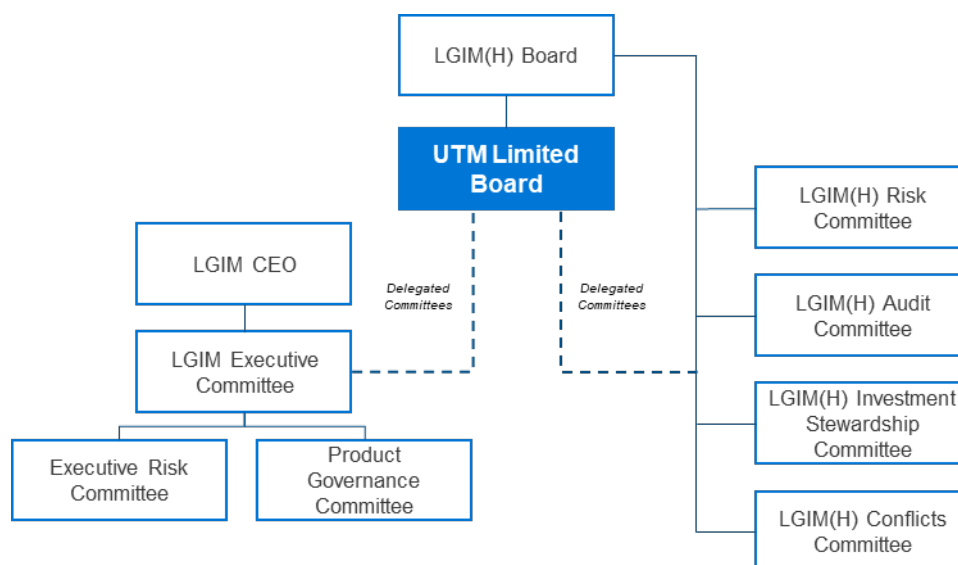 LGIM(H) Board
UTM Limited
Board
LGIM(H) Risk
Committee
LGIM CEO
Delegated
Committees
Delegated
Committees
LGIM(H) Audit
Committee
LGIM Executive
Committee
LGIM(H) Investment
Stewardship
Committee
Executive Risk
Committee
Product
Governance
Committee
LGIM(H) Conflicts
Committee